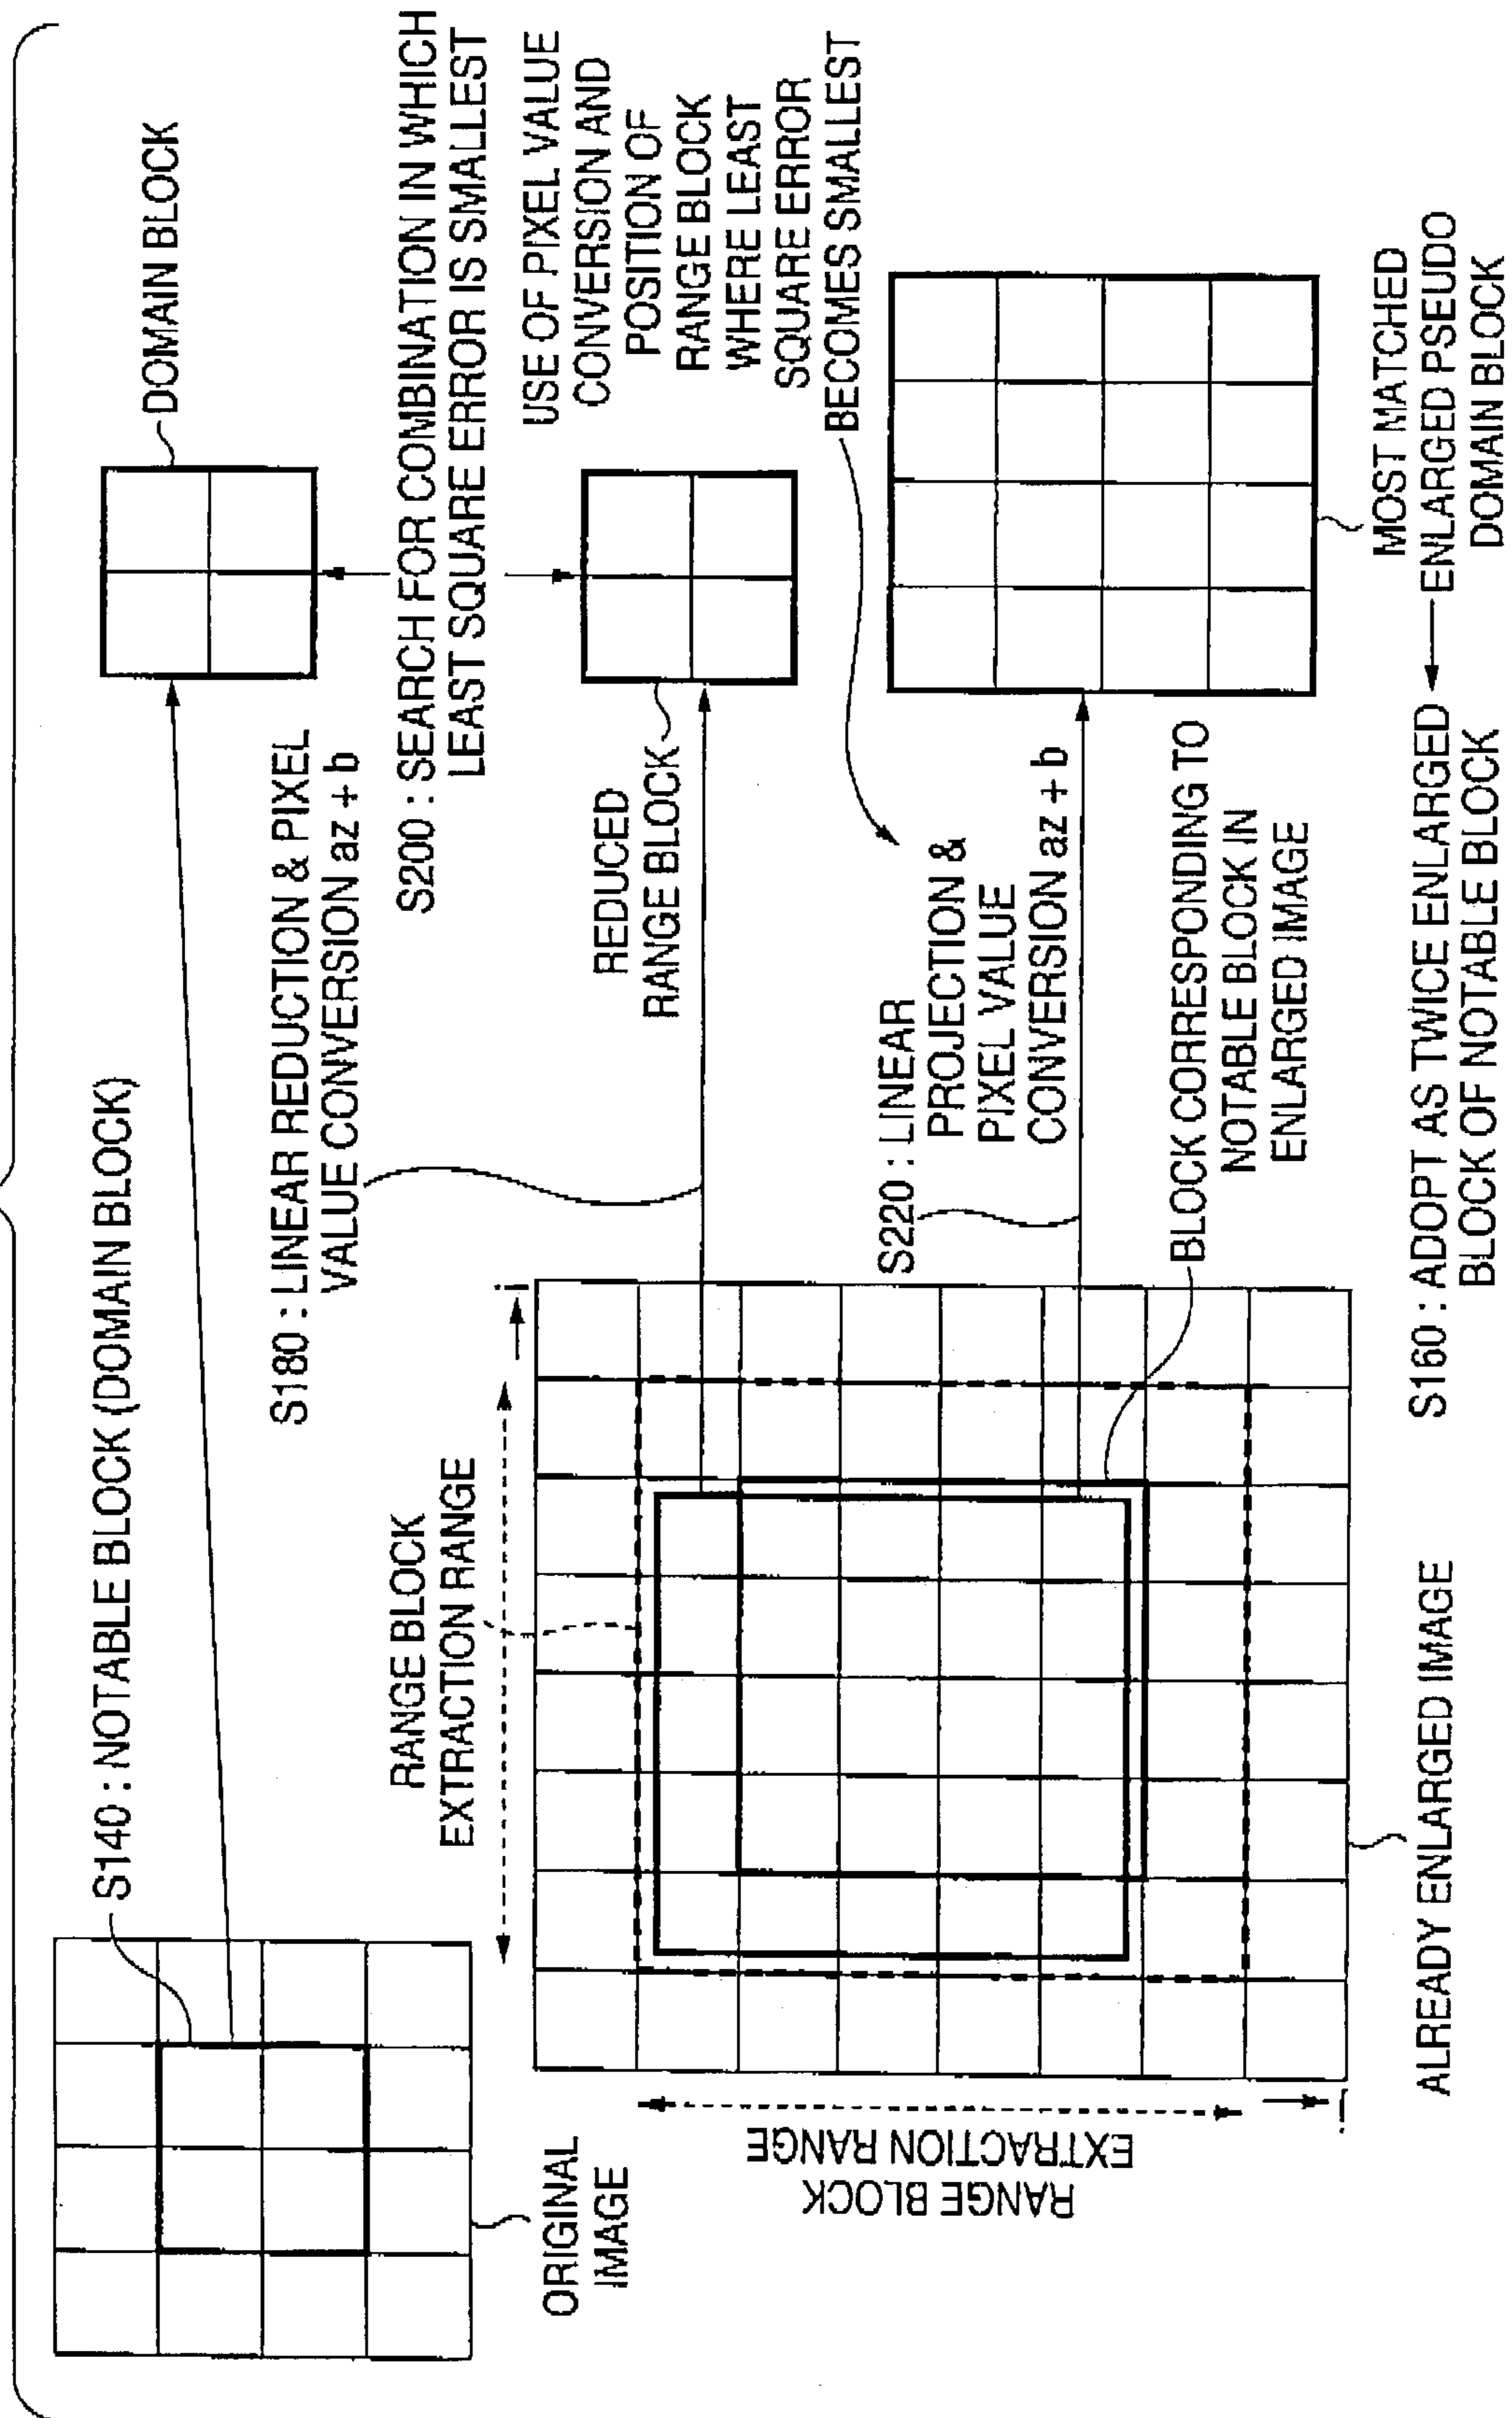 S140 : NOTABLE BLOCK (DOMAIN BLOCK)
DOMAIN BLOCK
ORIGINAL
IMAGE
S180 : LINEAR REDUCTION & PIXEL
VALUE CONVERSION az + b
S200 : SEARCH FOR COMBINATION IN WHICH
LEAST SQUARE ERROR IS SMALLEST
RANGE BLOCK
EXTRACTION RANGE
i
REDUCED
RANGE BLOCK
USE OF PIXEL VALUE
CONVERSION AND
POSITION OF
RANGE BLOCK
WHERE LEAST
SQUARE ERROR
BECOMES SMALLEST
RANGE BLOCK
EXTRACTION RANGE
j
S220 : LINEAR
PROJECTION &
PIXEL VALUE
CONVERSION az + b
BLOCK CORRESPONDING TO
NOTABLE BLOCK IN
ENLARGED IMAGE
ALREADY ENLARGED IMAGE
S160 : ADOPT AS TWICE ENLARGED
BLOCK OF NOTABLE BLOCK
MOST MATCHED
ENLARGED PSEUDO
DOMAIN BLOCK